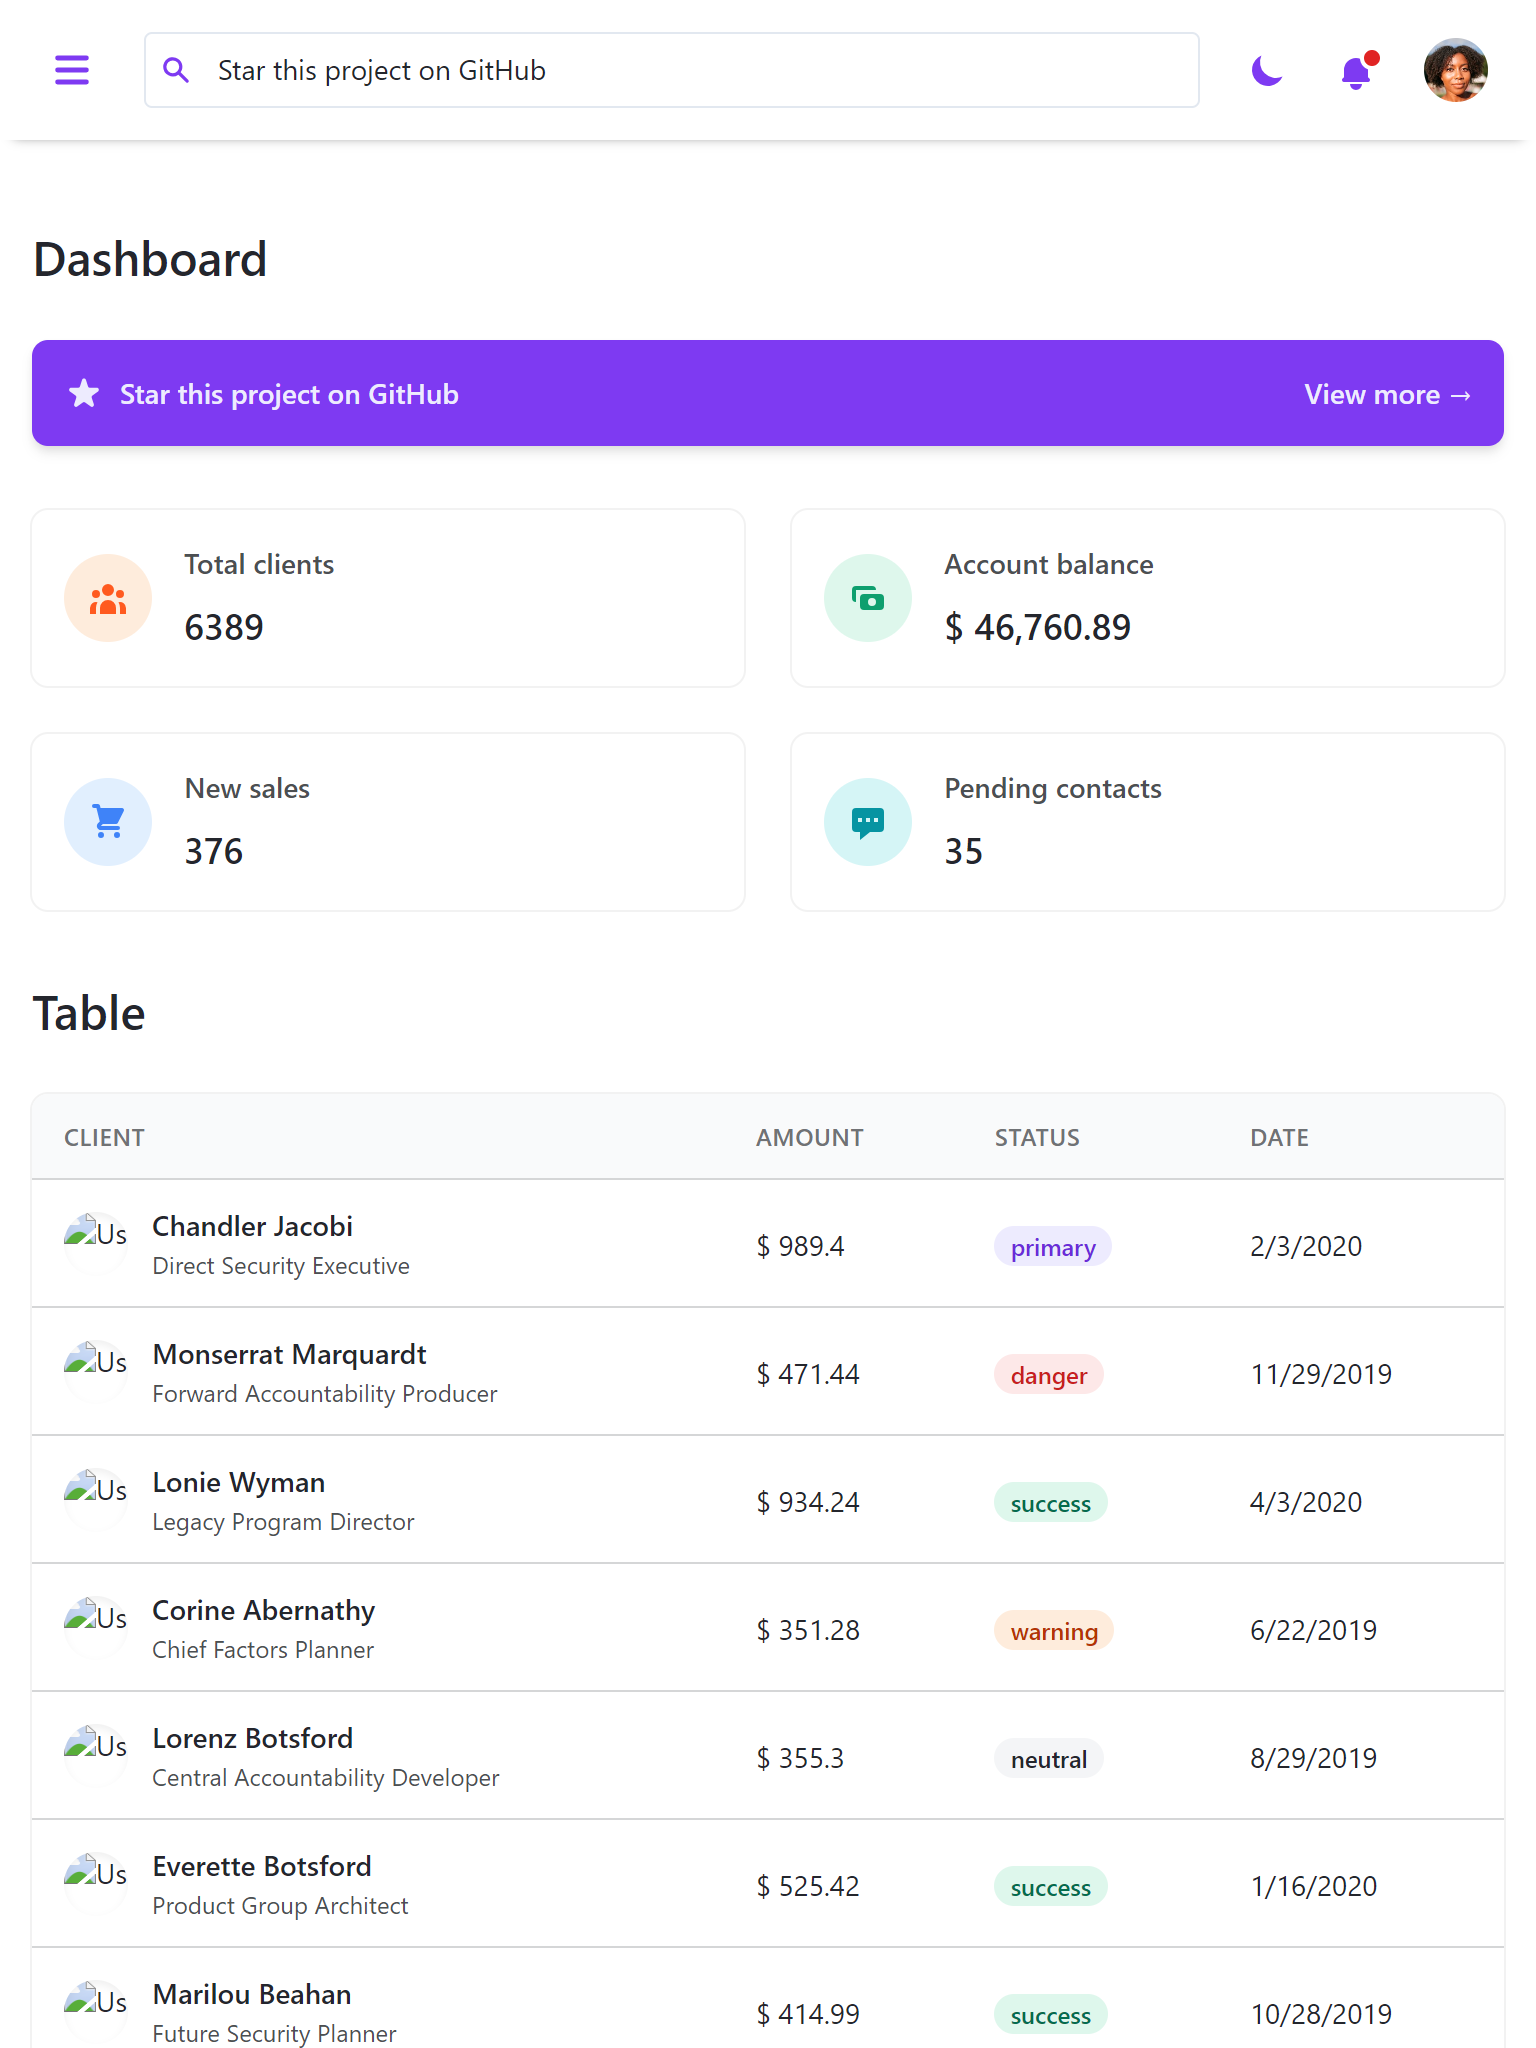 Star this project on GitHub
Dashboard
Star this project on GitHub View more →
Total clients
6389
Account balance
$ 46,760.89
New sales
376
Pending contacts
35
Table
CLIENT AMOUNT STATUS DATE
Us Chandler Jacobi
Direct Security Executive
$ 989.4 primary 2/3/2020
Us Monserrat Marquardt
Forward Accountability Producer
$ 471.44 danger 11/29/2019
Us Lonie Wyman
Legacy Program Director
$ 934.24 success 4/3/2020
Us Corine Abernathy
Chief Factors Planner
$ 351.28 warning 6/22/2019
Us Lorenz Botsford
Central Accountability Developer
$ 355.3 neutral 8/29/2019
Us Everette Botsford
Product Group Architect
$ 525.42 success 1/16/2020
Us Marilou Beahan
Future Security Planner
$ 414.99 success 10/28/2019